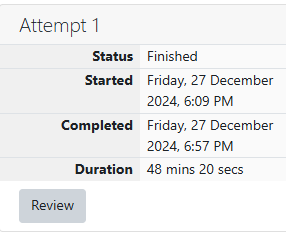 Attempt 1
Status Finished
Started Friday, 27 December
2024, 6:09 PM
Completed Friday, 27 December
2024, 6:57 PM
Duration 48 mins 20 secs
Review